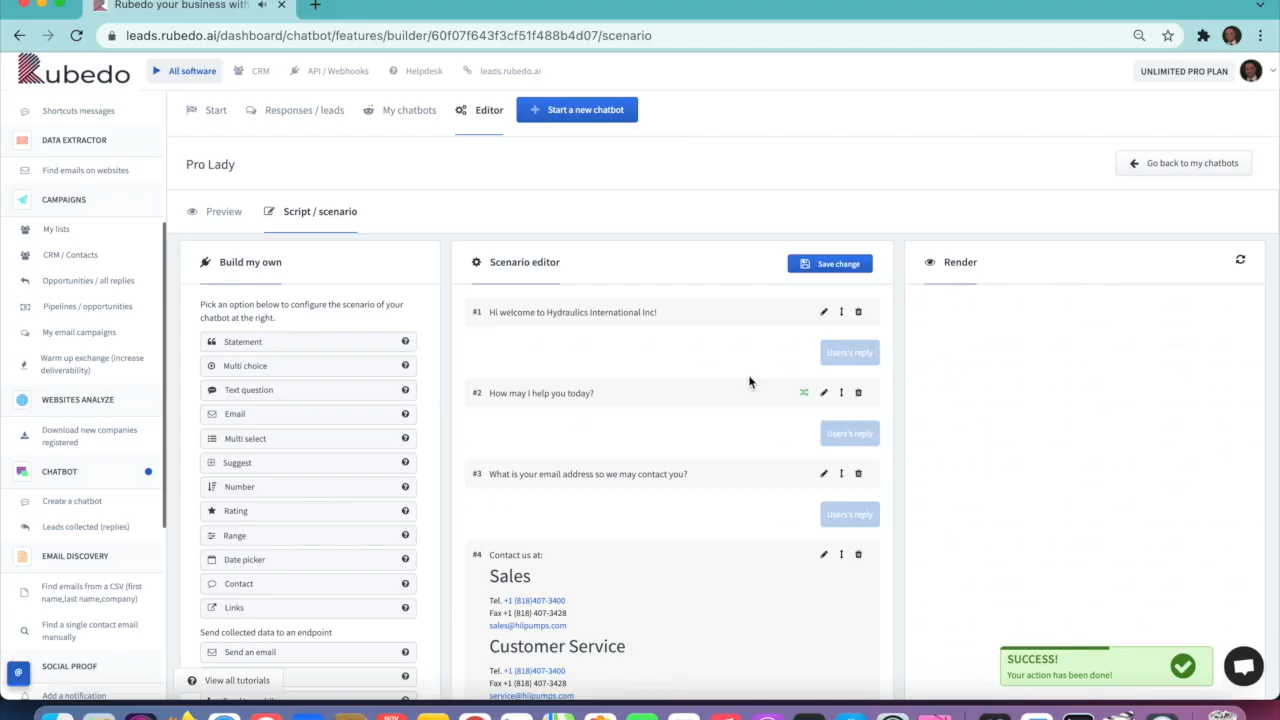 Rubedo your business with
leads.rubedo.ai/dashboard/chatbot/features/builder/60f07f643f3cf51f488b4d07/scenario
Rubedo
All software
CRM
API / Webhooks
Helpdesk
leads.rubedo.ai
UNLIMITED PRO PLAN
Shortcuts messages
DATA EXTRACTOR
Find emails on websites
CAMPAIGNS
My lists
CRM / Contacts
Opportunities / all replies
Pipelines / opportunities
My email campaigns
Warm up exchange (increase
deliverability)
WEBSITES ANALYZE
Download new companies
registered
CHATBOT
Create a chatbot
Leads collected (replies)
EMAIL DISCOVERY
Find emails from a CSV (first
name,last name,company)
Find a single contact email
manually
SOCIAL PROOF
Add a notification
Start
Responses / leads
My chatbots
Editor
Start a new chatbot
Pro Lady
Go back to my chatbots
Preview
Script / scenario
Build my own
Pick an option below to configure the scenario of your
chatbot at the right.
Statement
Multi choice
Text question
Email
Multi select
Suggest
Number
Rating
Range
Date picker
Contact
Links
Send collected data to an endpoint
Send an email
View all tutorials
Scenario editor
Save change
#1 Hi welcome to Hydraulics International Inc!
Users's reply
#2 How may I help you today?
Users's reply
#3 What is your email address so we may contact you?
Users's reply
#4 Contact us at:
Sales
Tel. +1 (818)407-3400
Fax +1 (818) 407-3428
sales@hiipumps.com
Customer Service
Tel. +1 (818) 407-3400
Fax +1 (818) 407-3428
service@hiipumps.com
Render
SUCCESS!
Your action has been done!
NOV